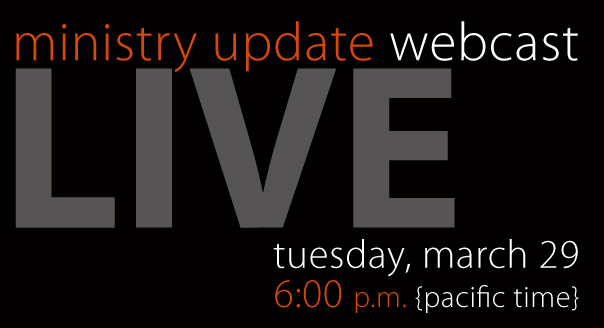 ministry update webcast
LIVE
tuesday, march 29
6:00 p.m. {pacific time}